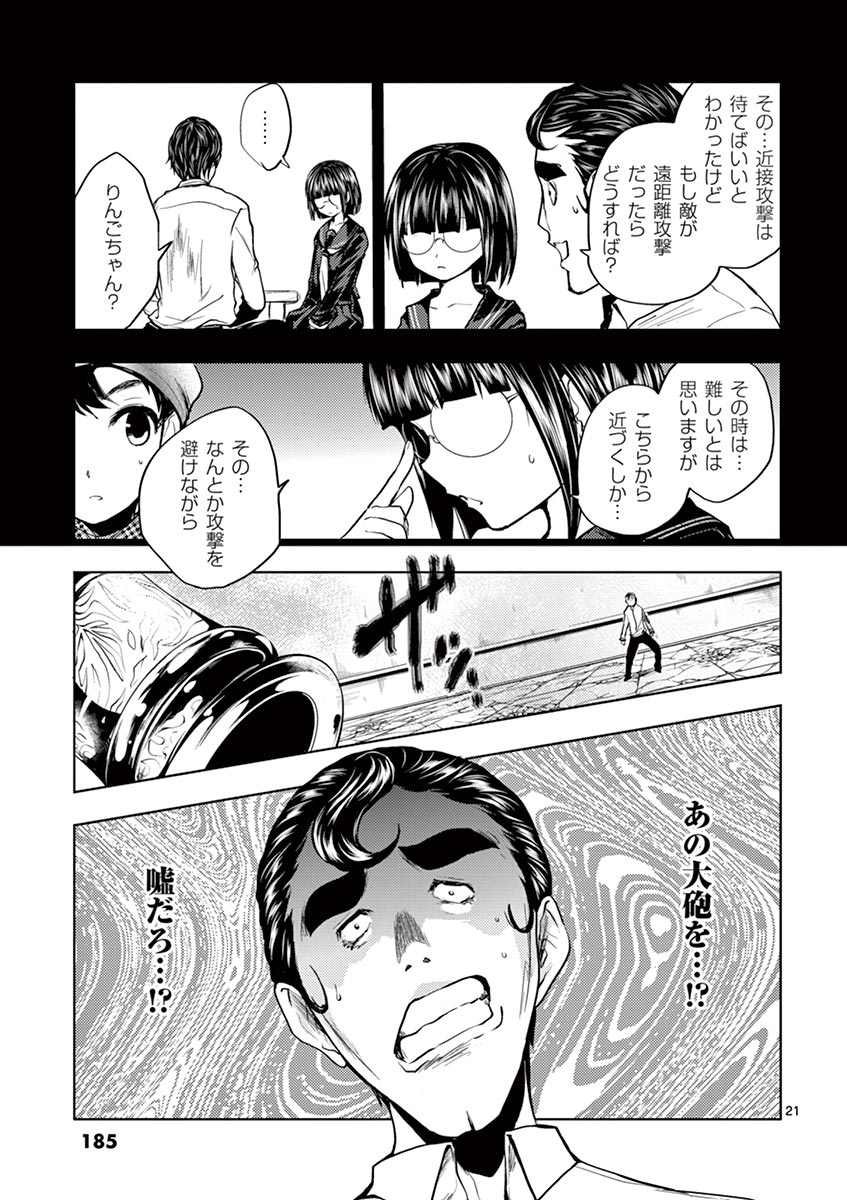 その…近接攻撃は
待てばいいと
わかったけど
もし敵が
遠距離攻撃
だったら
どうすれば?
……
りんごちゃん?
その時は…
難しいとは
思いますが
こちらから
近づくしか…
その…
なんとか攻撃を
避けながら
ザッ
あの大砲を…!?
嘘だろ…!?
21
185